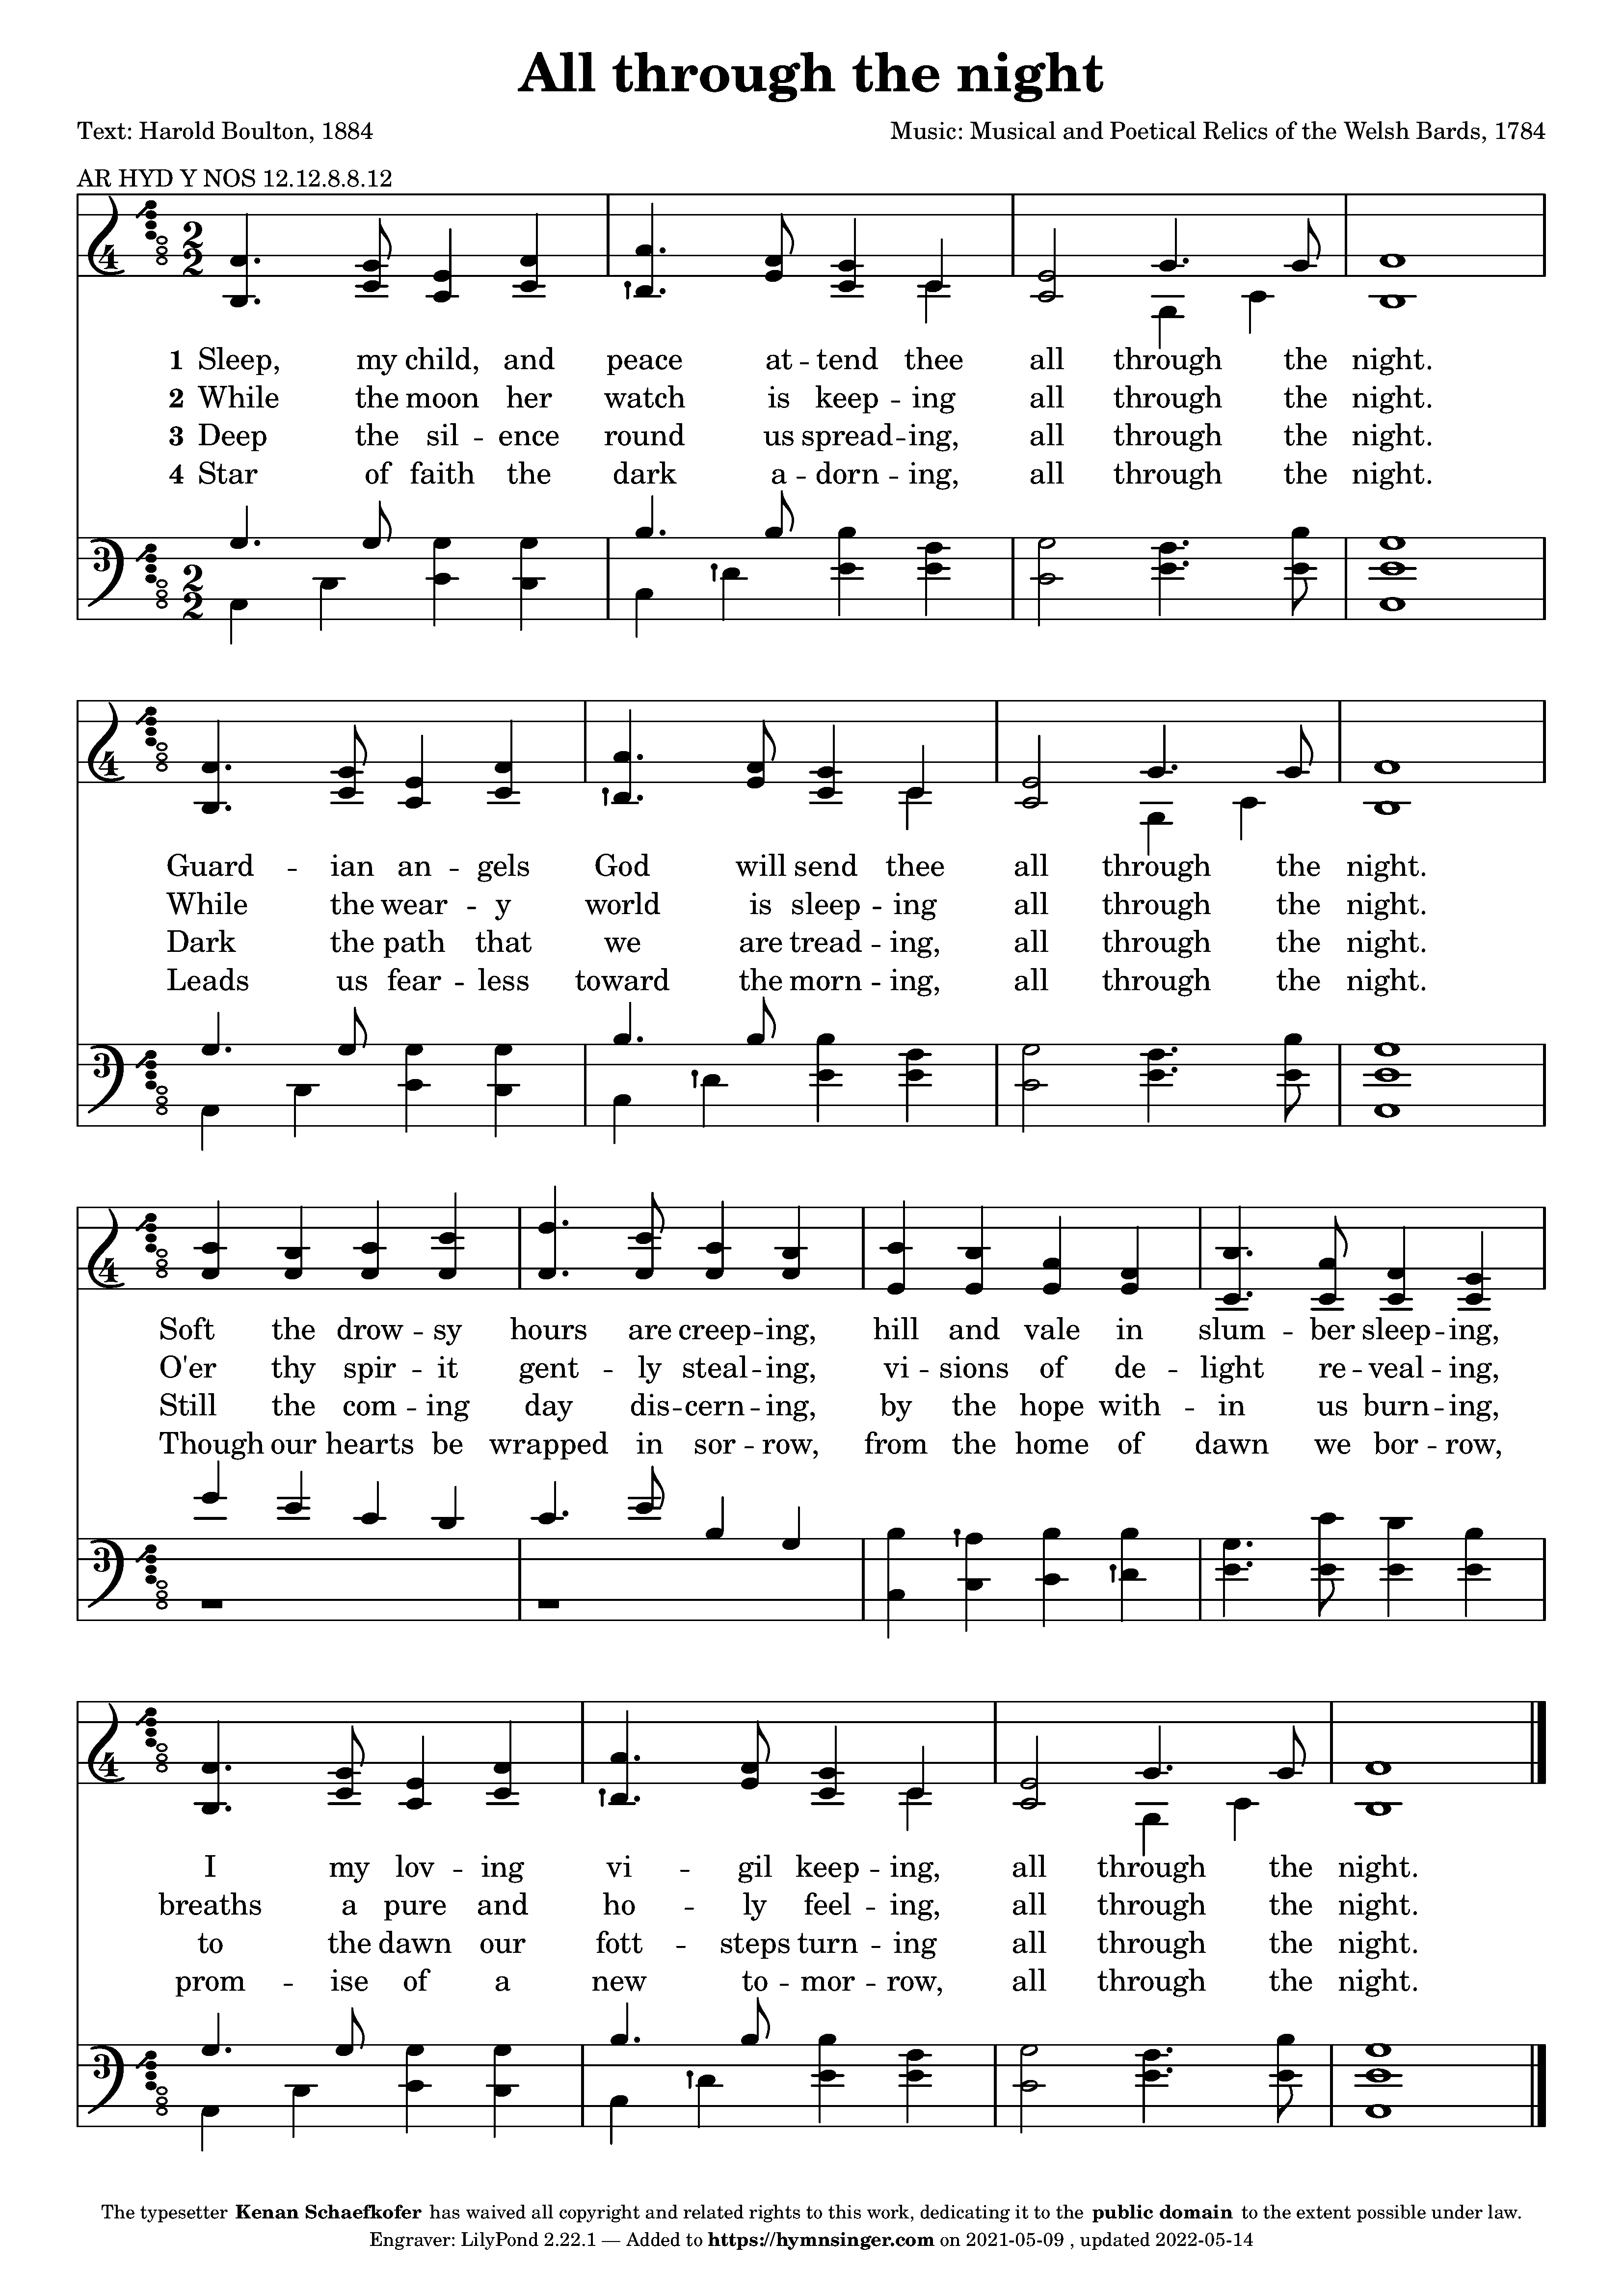 All through the night
Text: Harold Boulton, 1884
Music: Musical and Poetical Relics of the Welsh Bards, 1784
AR HYD Y NOS 12.12.8.8.12
4 2 2
1 Sleep, my child, and peace at -- tend thee all through the night.
2 While the moon her watch is keep -- ing all through the night.
3 Deep the sil -- ence round us spread -- ing, all through the night.
4 Star of faith the dark a -- dorn -- ing, all through the night.
3 2 2
4
Guard -- ian an -- gels God will send thee all through the night.
While the wear -- y world is sleep -- ing all through the night.
Dark the path that we are tread -- ing, all through the night.
Leads us fear -- less toward the morn -- ing, all through the night.
3
4
Soft the drow -- sy hours are creep -- ing, hill and vale in slum -- ber sleep -- ing,
O'er thy spir -- it gent -- ly steal -- ing, vi -- sions of de -- light re -- veal -- ing,
Still the com -- ing day dis -- cern -- ing, by the hope with -- in us burn -- ing,
Though our hearts be wrapped in sor -- row, from the home of dawn we bor -- row,
3
4
I my lov -- ing vi -- gil keep -- ing, all through the night.
breaths a pure and ho -- ly feel -- ing, all through the night.
to the dawn our fott -- steps turn -- ing all through the night.
prom -- ise of a new to -- mor -- row, all through the night.
3
The typesetter Kenan Schaefkofer has waived all copyright and related rights to this work, dedicating it to the public domain to the extent possible under law.
Engraver: LilyPond 2.22.1 — Added to https://hymnsinger.com on 2021-05-09 , updated 2022-05-14